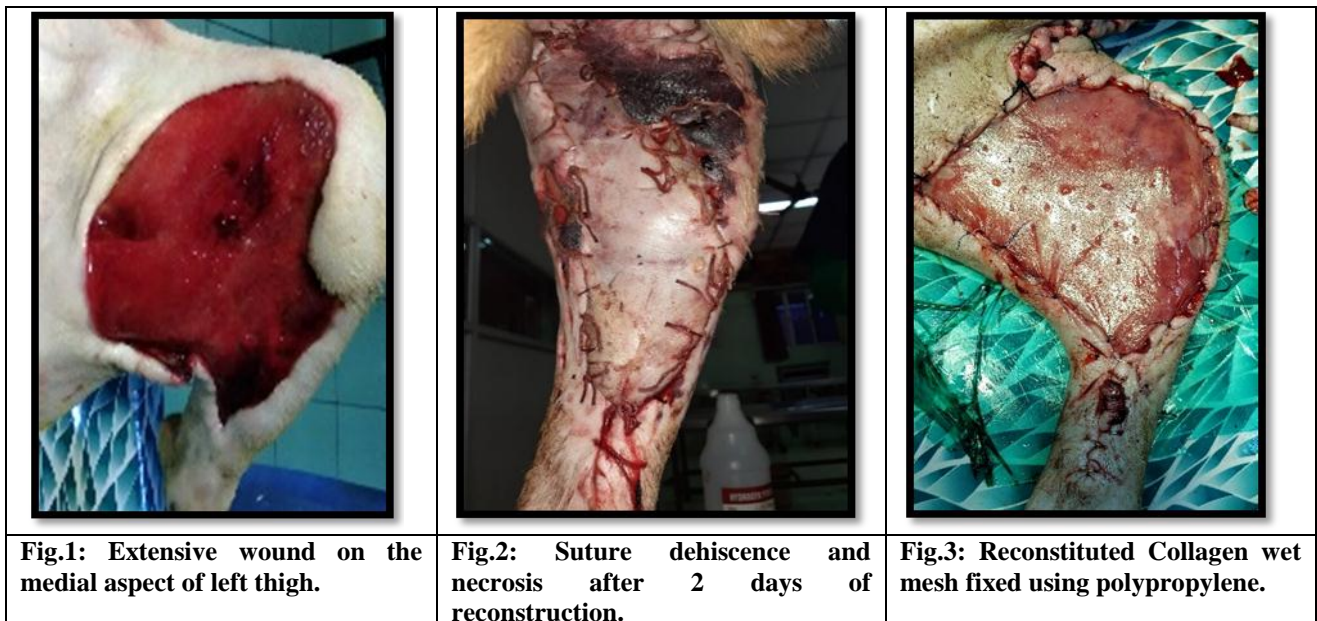 HYDROGEN
Fig.1: Extensive wound on the
medial aspect of left thigh.
Fig.2: Suture dehiscence and
necrosis after 2 days of
reconstruction.
Fig.3: Reconstituted Collagen wet
mesh fixed using polypropylene.